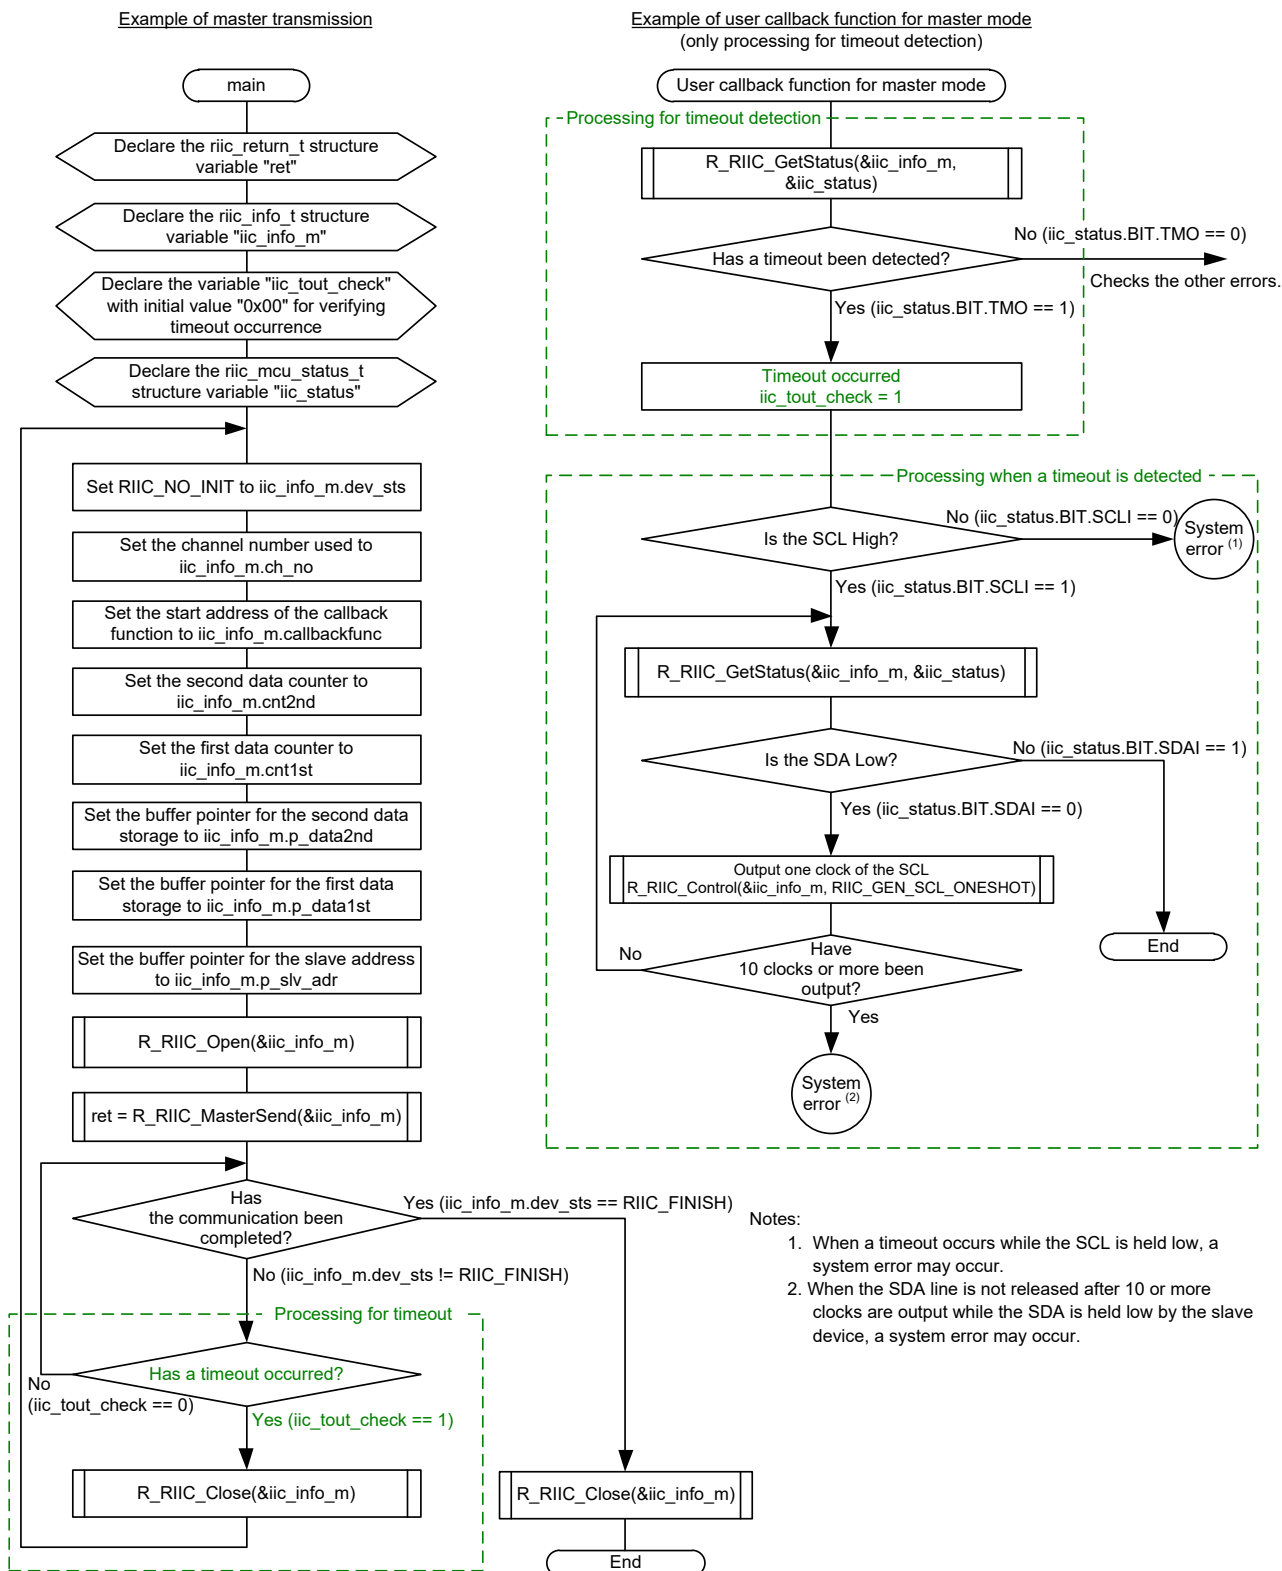 Example of master transmission
main
Declare the riic_return_t structure
variable "ret"
Declare the riic_info_t structure
variable "iic_info_m"
Declare the variable "iic_tout_check"
with initial value "0x00" for verifying
timeout occurrence
Declare the riic_mcu_status_t
structure variable "iic_status"
Set RIIC_NO_INIT to iic_info_m.dev_sts
Set the channel number used to
iic_info_m.ch_no
Set the start address of the callback
function to iic_info_m.callbackfunc
Set the second data counter to
iic_info_m.cnt2nd
Set the first data counter to
iic_info_m.cnt1st
Set the buffer pointer for the second data
storage to iic_info_m.p_data2nd
Set the buffer pointer for the first data
storage to iic_info_m.p_data1st
Set the buffer pointer for the slave address
to iic_info_m.p_slv_adr
R_RIIC_Open(&iic_info_m)
ret = R_RIIC_MasterSend(&iic_info_m)
Has
the communication been
completed?
Yes (iic_info_m.dev_sts == RIIC_FINISH)
No (iic_info_m.dev_sts != RIIC_FINISH)
Processing for timeout
Has a timeout occurred?
No
(iic_tout_check == 0)
Yes (iic_tout_check == 1)
R_RIIC_Close(&iic_info_m)
R_RIIC_Close(&iic_info_m)
End
Example of user callback function for master mode
(only processing for timeout detection)
User callback function for master mode
Processing for timeout detection
R_RIIC_GetStatus(&iic_info_m,
&iic_status)
Has a timeout been detected?
No (iic_status.BIT.TMO == 0)
Checks the other errors.
Yes (iic_status.BIT.TMO == 1)
Timeout occurred
iic_tout_check = 1
Processing when a timeout is detected
Is the SCL High?
No (iic_status.BIT.SCLI == 0)
System
error (1)
Yes (iic_status.BIT.SCLI == 1)
R_RIIC_GetStatus(&iic_info_m, &iic_status)
Is the SDA Low?
No (iic_status.BIT.SDAI == 1)
Yes (iic_status.BIT.SDAI == 0)
Output one clock of the SCL
R_RIIC_Control(&iic_info_m, RIIC_GEN_SCL_ONESHOT)
End
Have
10 clocks or more been
output?
No
Yes
System
error (2)
Notes:
1. When a timeout occurs while the SCL is held low, a
system error may occur.
2. When the SDA line is not released after 10 or more
clocks are output while the SDA is held low by the slave
device, a system error may occur.